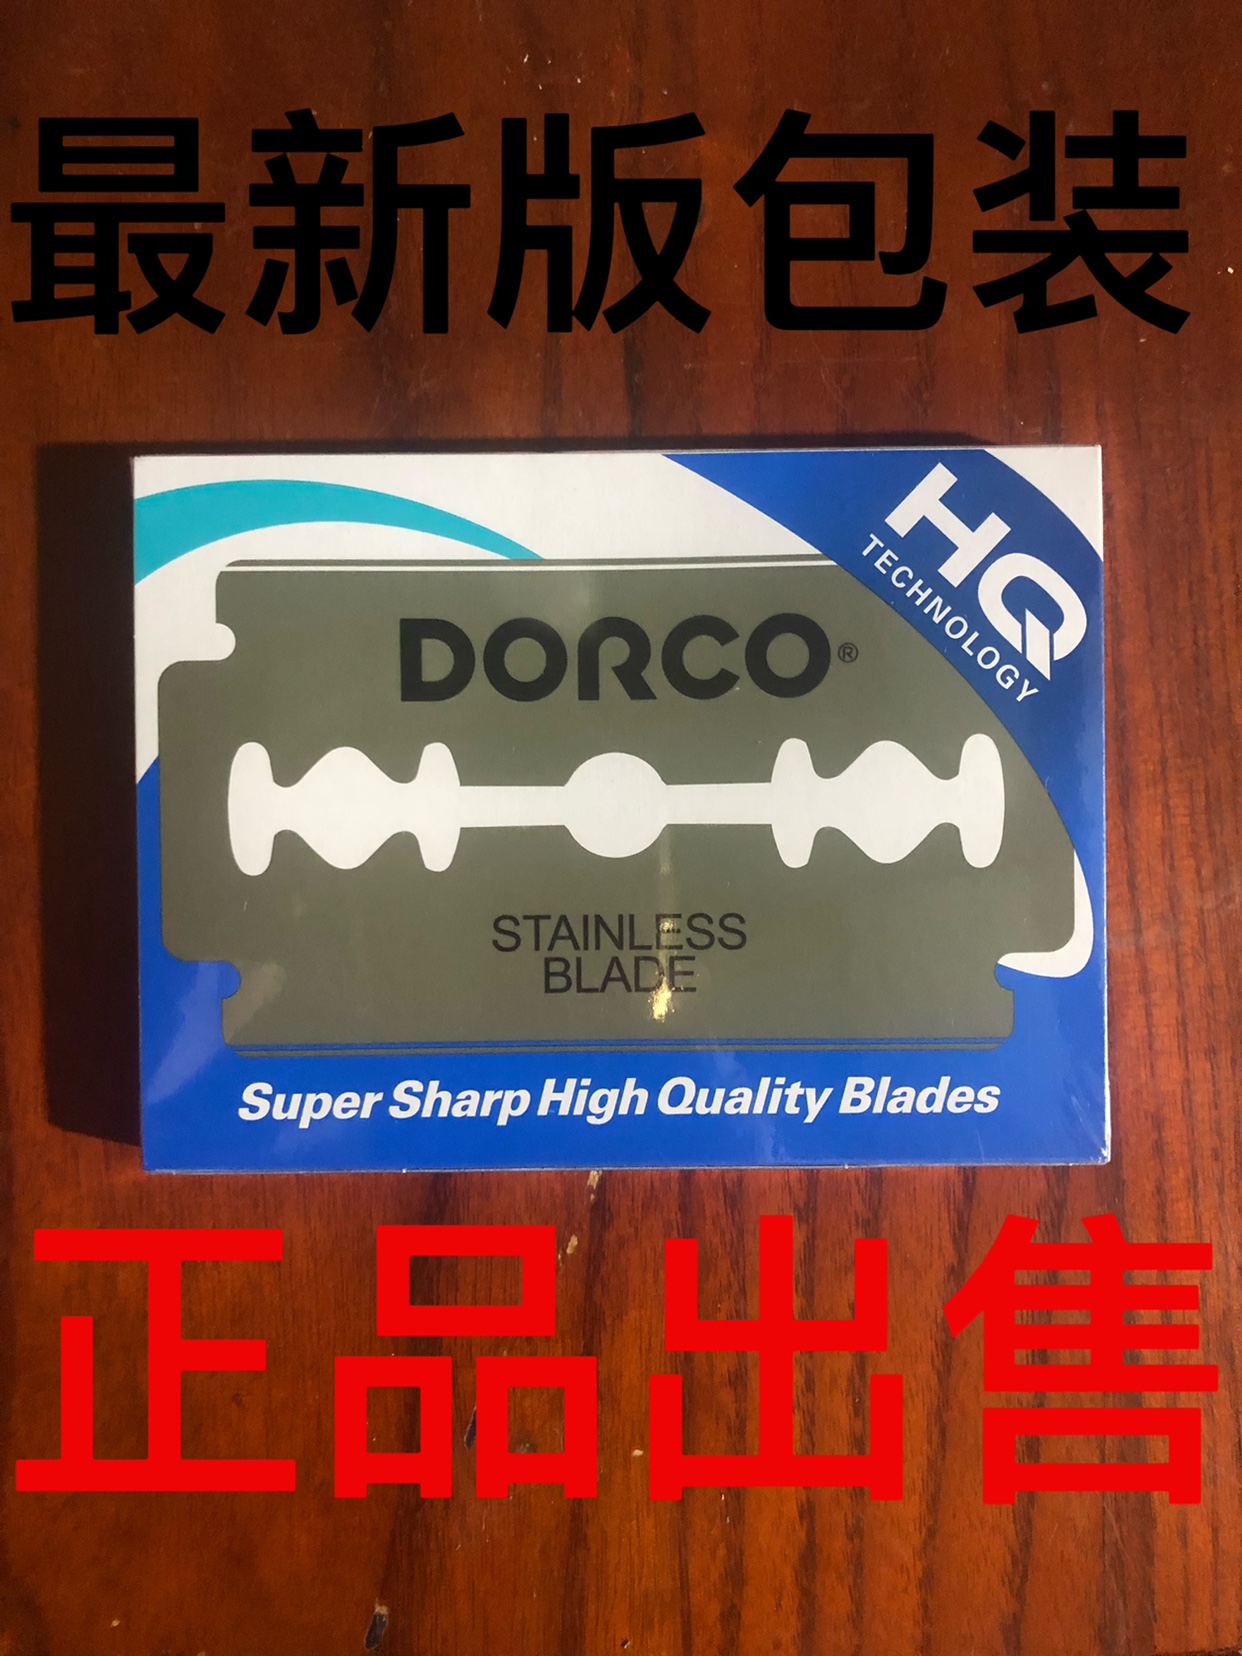 最新版包装
HQ
TECHNOLOGY
DORCO®
STAINLESS
BLADE
Super Sharp High Quality Blades
正品出售